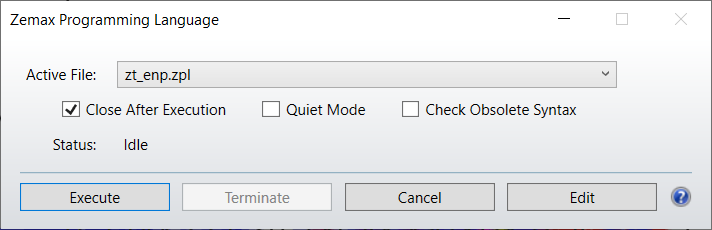 Zemax Programming Language
Active File: zt_enp.zpl
Close After Execution Quiet Mode Check Obsolete Syntax
Status: Idle
Execute Terminate Cancel Edit ?